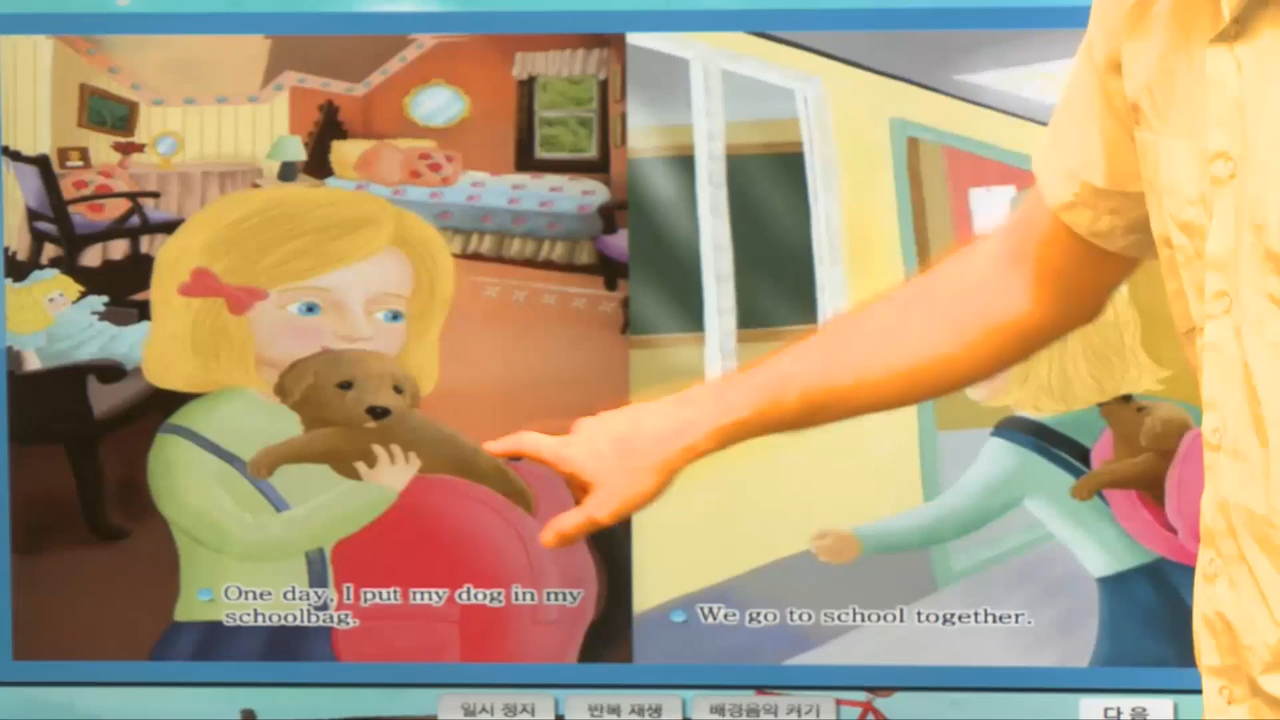 One day, I put my dog in my
schoolbag.
We go to school together.
일시 정지
반복 재생
배경음악 켜기
다음